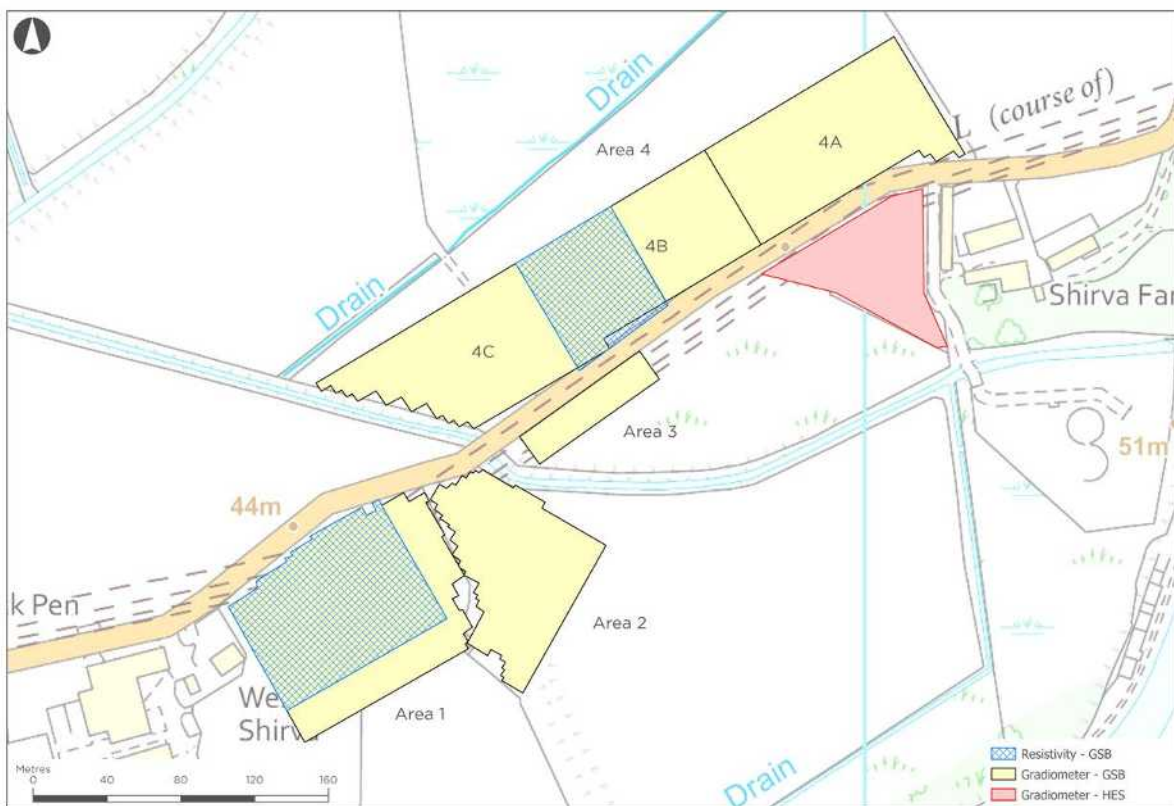 Drain
L (course of)
4A
Area 4
4B
Drain
Shirva Far
4C
Area 3
51m
44m
k Pen
Area 2
We
Shirv
Area 1
Metres
0 40 80 120 160
Drain
Resistivity - GSB
Gradiometer - GSB
Gradiometer - HES